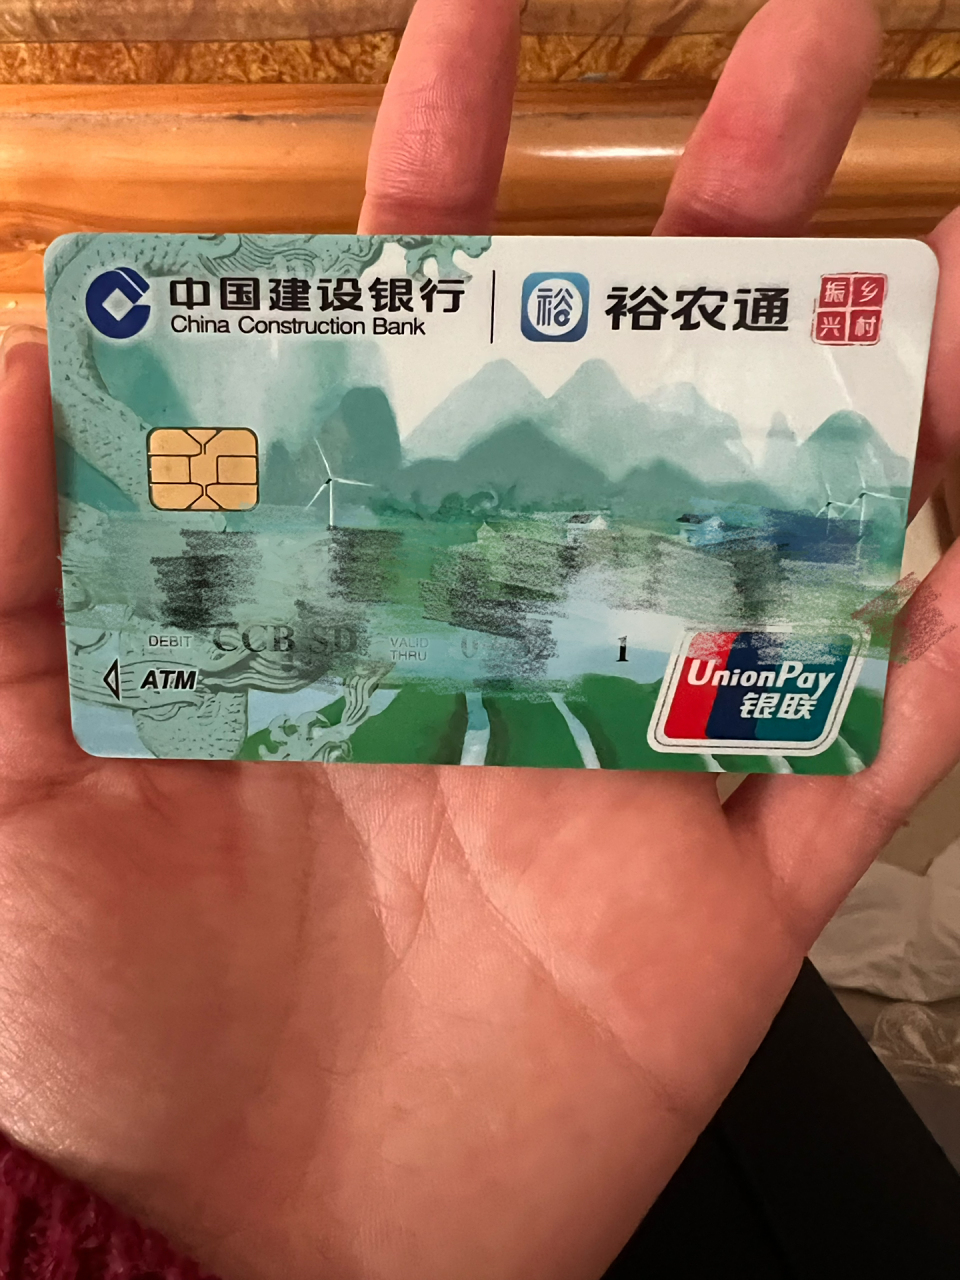 中国建设银行
China Construction Bank
裕
裕农通
振兴乡村
DEBIT
CCB SD
VALID THRU
1
ATM
UnionPay
银联